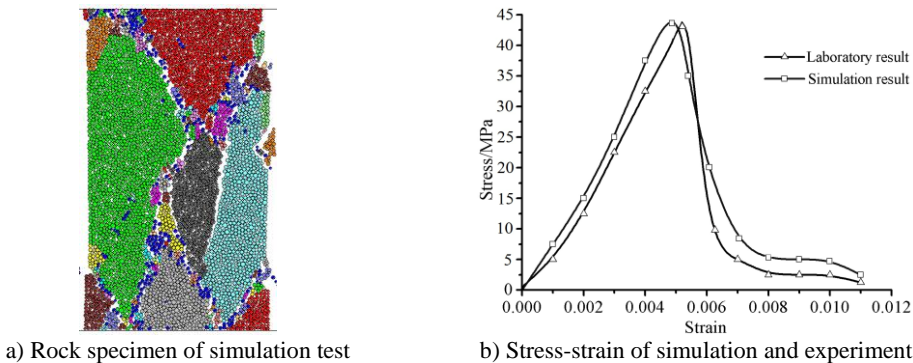 45
40
35
30
25
20
15
10
5
0
0.000
0.002
0.004
0.006
0.008
0.010
0.012
Stress/MPa
Strain
Laboratory result
Simulation result
a) Rock specimen of simulation test
b) Stress-strain of simulation and experiment